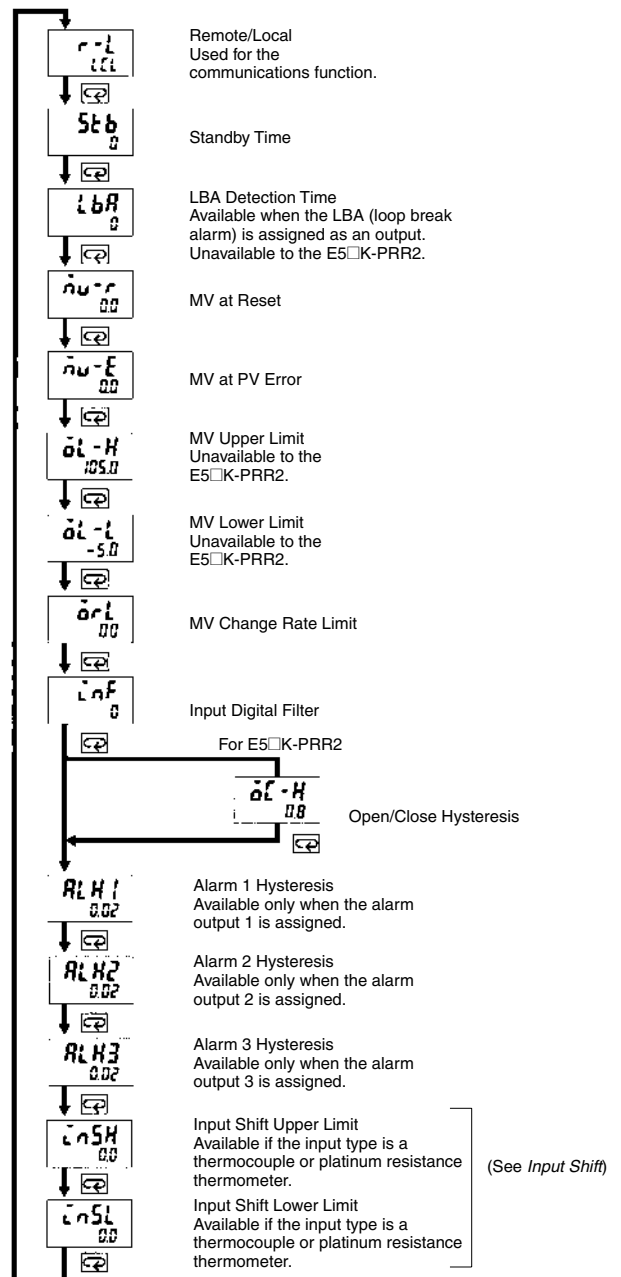 r-L
LCL
Remote/Local
Used for the
communications function.
Stb
0
Standby Time
LbA
0
LBA Detection Time
Available when the LBA (loop break
alarm) is assigned as an output.
Unavailable to the E5□K-PRR2.
mv-r
0.0
MV at Reset
mv-E
0.0
MV at PV Error
oL-H
105.0
MV Upper Limit
Unavailable to the
E5□K-PRR2.
oL-L
-5.0
MV Lower Limit
Unavailable to the
E5□K-PRR2.
orL
0.0
MV Change Rate Limit
inF
0
Input Digital Filter
For E5□K-PRR2
oC-H
0.8
Open/Close Hysteresis
ALH1
0.02
Alarm 1 Hysteresis
Available only when the alarm
output 1 is assigned.
ALH2
0.02
Alarm 2 Hysteresis
Available only when the alarm
output 2 is assigned.
ALH3
0.02
Alarm 3 Hysteresis
Available only when the alarm
output 3 is assigned.
inSH
0.0
Input Shift Upper Limit
Available if the input type is a
thermocouple or platinum resistance
thermometer.
(See Input Shift)
inSL
0.0
Input Shift Lower Limit
Available if the input type is a
thermocouple or platinum resistance
thermometer.